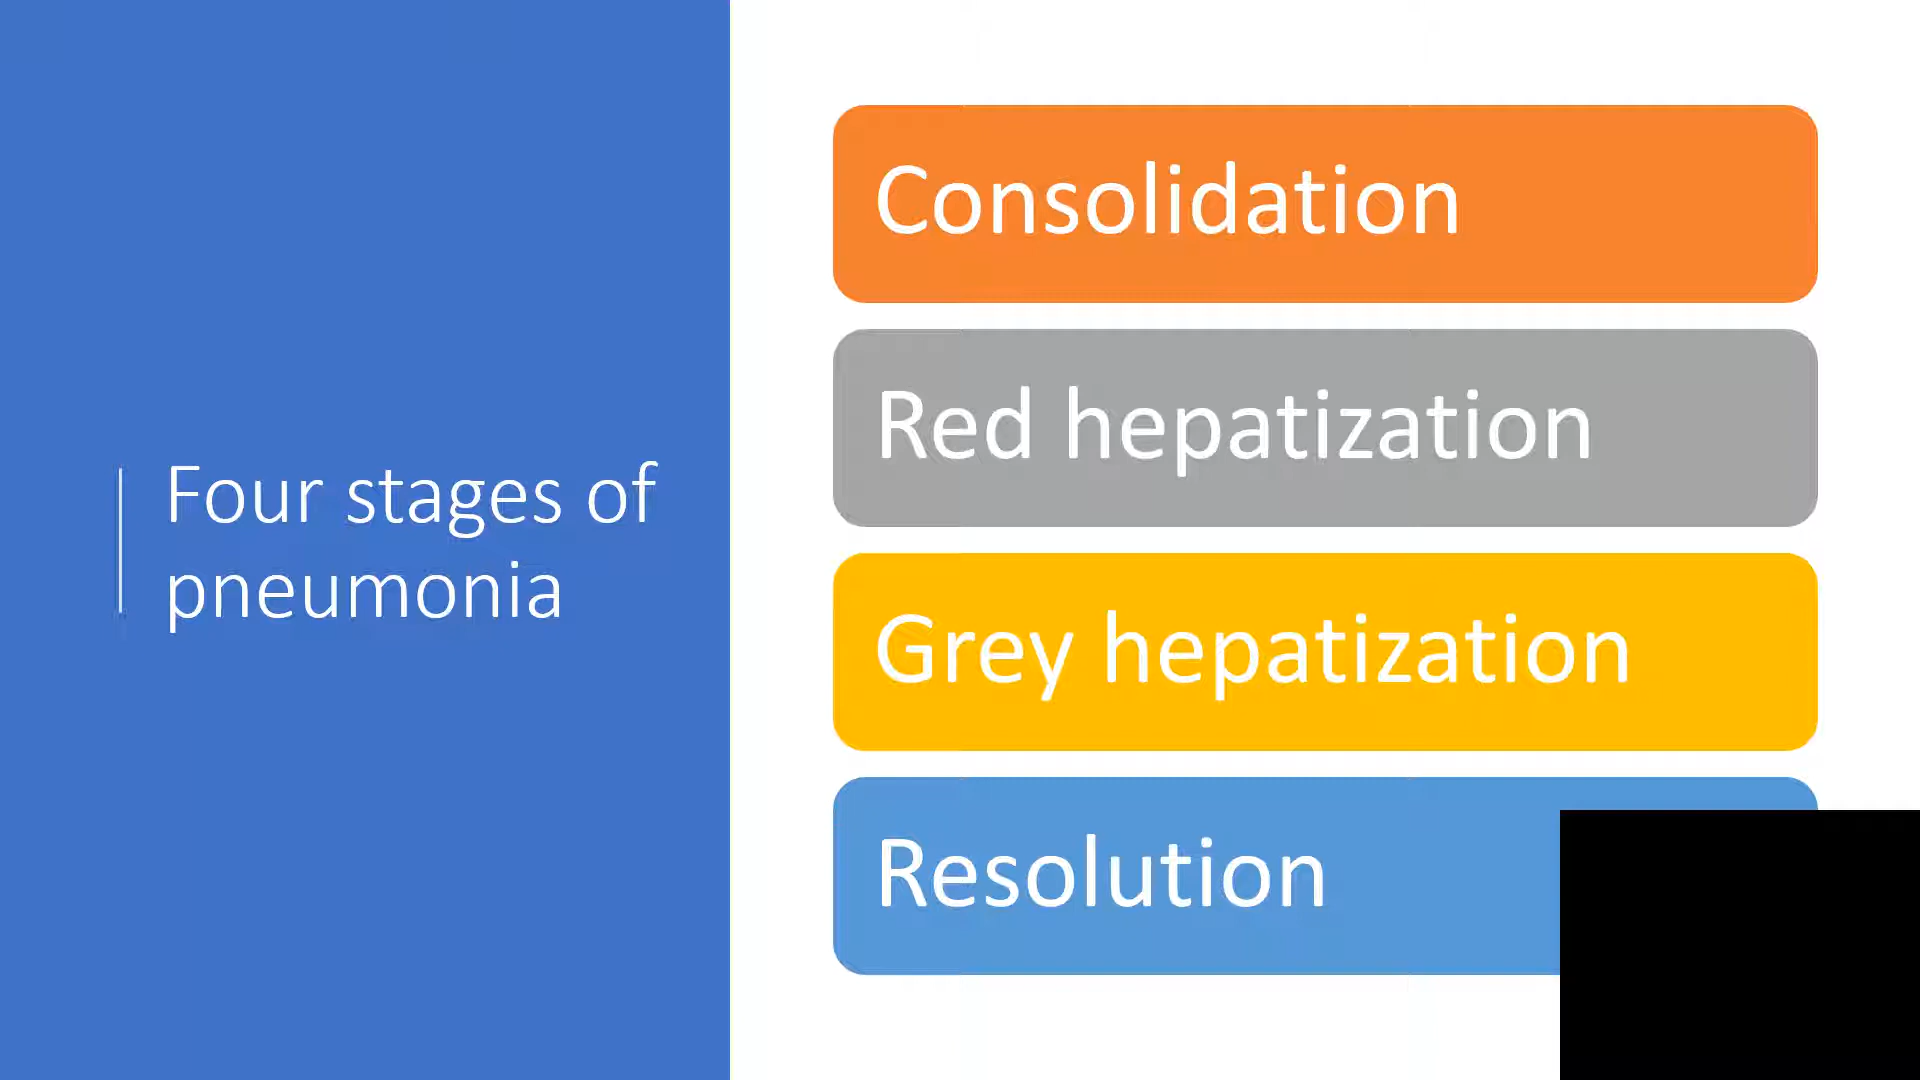 Four stages of
pneumonia
Consolidation
Red hepatization
Grey hepatization
Resolution